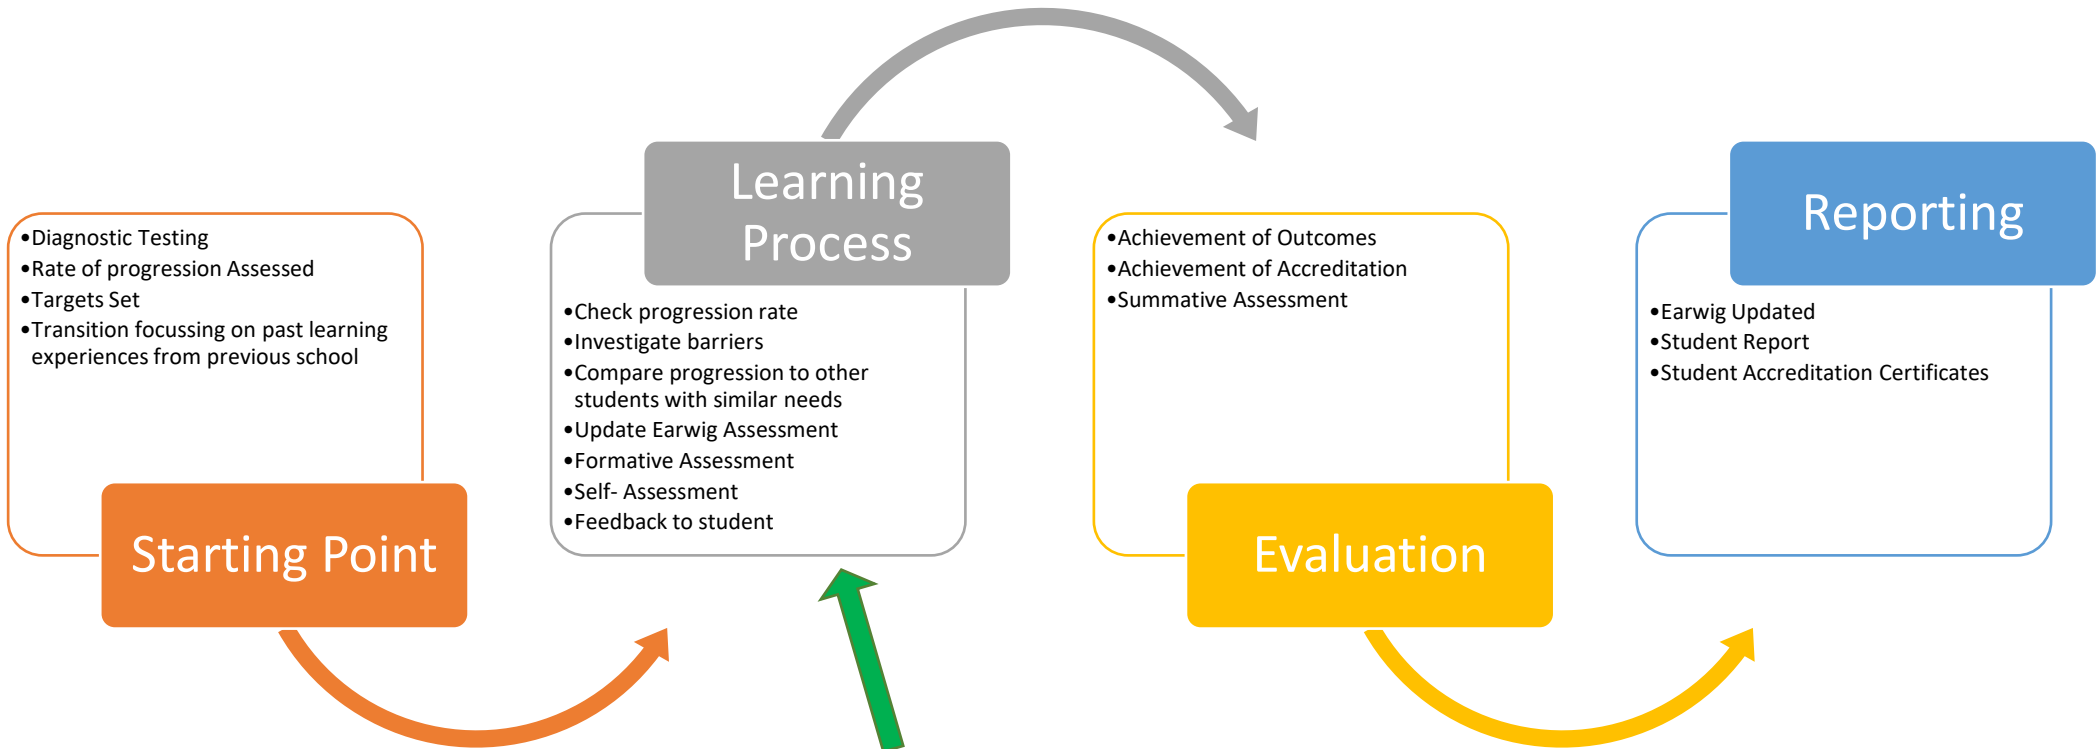 •Diagnostic Testing
•Rate of progression Assessed
•Targets Set
•Transition focussing on past learning
experiences from previous school
Starting Point
Learning
Process
•Check progression rate
•Investigate barriers
•Compare progression to other
students with similar needs
•Update Earwig Assessment
•Formative Assessment
•Self- Assessment
•Feedback to student
•Achievement of Outcomes
•Achievement of Accreditation
•Summative Assessment
Evaluation
Reporting
•Earwig Updated
•Student Report
•Student Accreditation Certificates